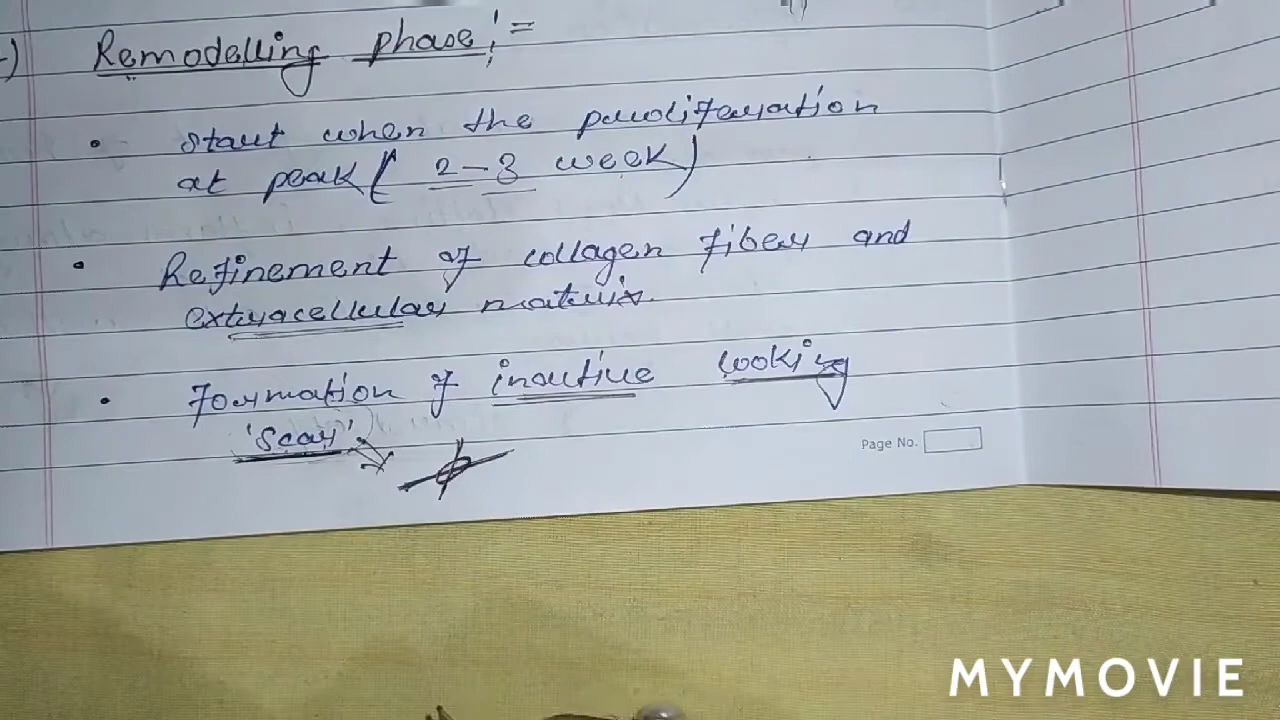 Remodelling phase :=
• start when the proliferation
at peak ( 2-3 week )
• Refinement of collagen fiber and
extracellular matrix.
• Formation of inactive looking
'Scar'
Page No.
MYMOVIE